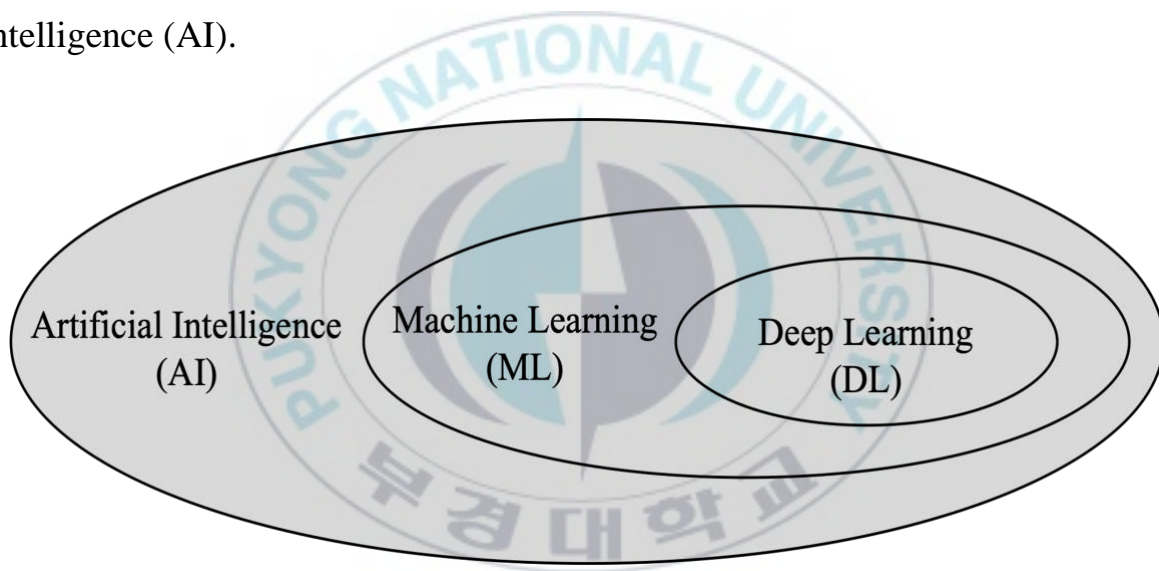 ntelligence (AI).
PUKYONG NATIONAL UNIVERSITY
Artificial Intelligence
(AI)
Machine Learning
(ML)
Deep Learning
(DL)
부경대학교